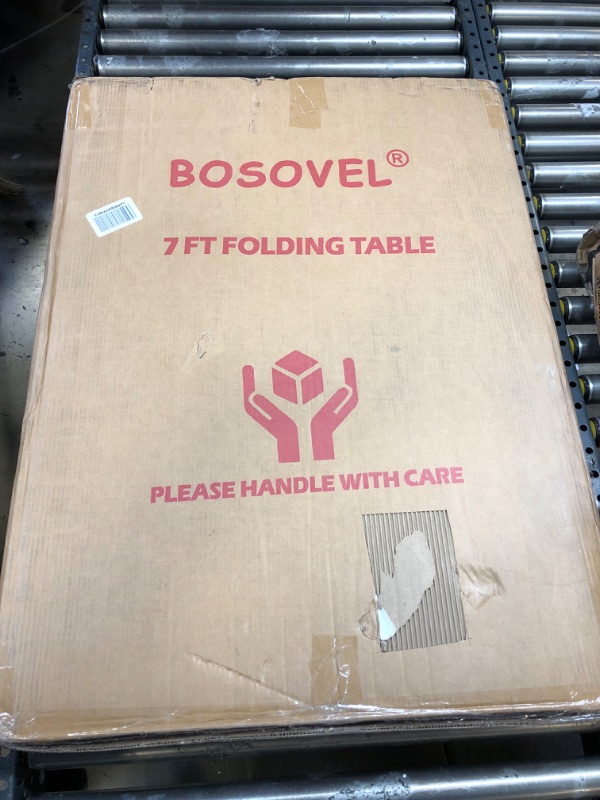 BOSOVEL®
7 FT FOLDING TABLE
PLEASE HANDLE WITH CARE